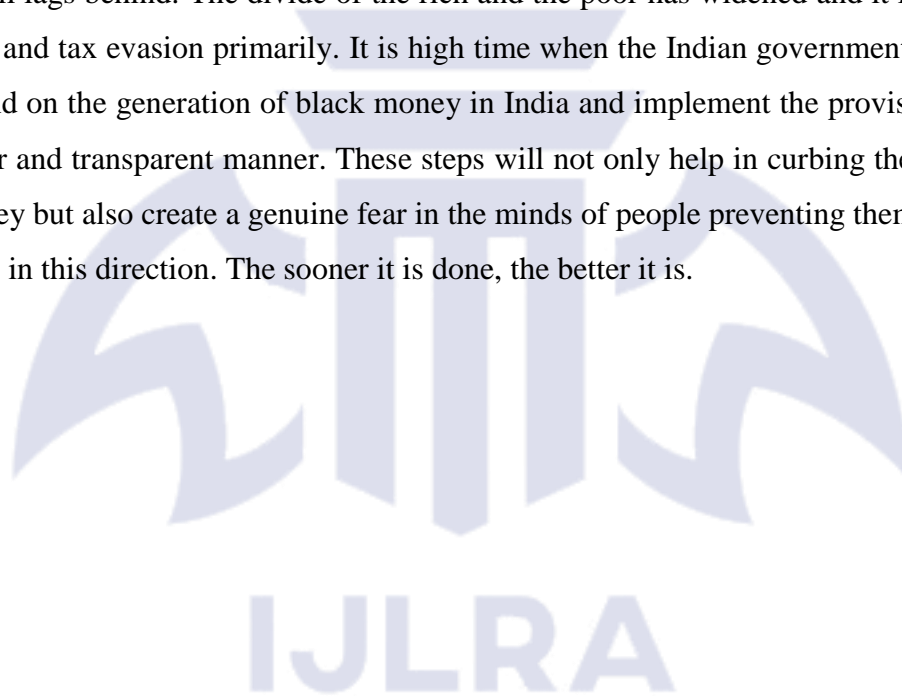 lags behind. The divide of the rich and the poor has widened and it
and tax evasion primarily. It is high time when the Indian government
on the generation of black money in India and implement the
and transparent manner. These steps will not only help in curbing the
but also create a genuine fear in the minds of people preventing
in this direction. The sooner it is done, the better it is.
IJLRA